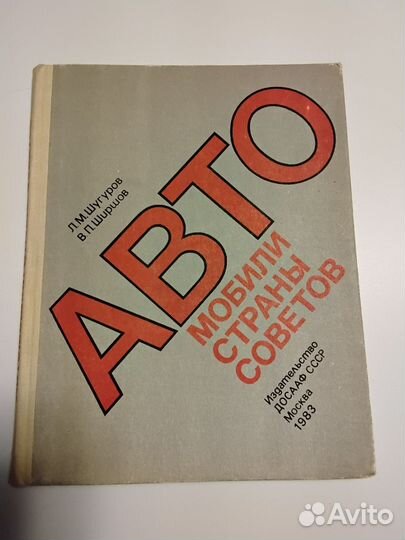 Л.М.Шугуров
В.П.Ширшов
АВТО
МОБИЛИ
СТРАНЫ
СОВЕТОВ
Издательство
ДОСААФ СССР
Москва
1983
Avito